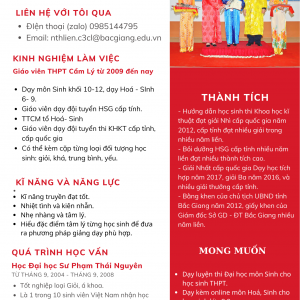 LIÊN HỆ VỚI TÔI QUA
Điện thoại (zalo) 0985144795
Email: nthlien.c3cl@bacgiang.edu.vn
KINH NGHIỆM LÀM VIỆC
Giáo viên THPT Cẩm Lý từ 2009 đến nay
Dạy môn Sinh khối 10-12, dạy Hoá - Sinh
6- 9.
Giáo viên dạy đội tuyển HSG cấp tỉnh.
TTCM tổ Hoá- Sinh
Giáo viên dạy đội tuyển thi KHKT cấp tỉnh,
cấp quốc gia
Có thể kèm cặp từng loại đối tượng học
sinh: giỏi, khá, trung bình, yếu.
KĨ NĂNG VÀ NĂNG LỰC
Kĩ năng truyền đạt tốt.
Nhiệt tình và kiên nhẫn.
Nhẹ nhàng và tâm lý.
Hiểu đặc điểm tâm lý từng học sinh để đưa
ra phương pháp giảng dạy phù hợp.
QUÁ TRÌNH HỌC VẤN
Học Đại học Sư Phạm Thái Nguyên
TỪ THÁNG 9, 2004 - THÁNG 9, 2008
Tốt nghiệp loại Giỏi, á khoa.
Là 1 trong 10 sinh viên Việt Nam nhận học
THÀNH TÍCH
- Hướng dẫn học sinh thi Khoa học kĩ
thuật đạt giải Nhì cấp quốc gia năm
2012, cấp tỉnh đạt nhiều giải trong
nhiều năm liền.
- Bồi dưỡng HSG cấp tỉnh nhiều năm
liền đạt nhiều thành tích cao.
- Giải Nhất cấp quốc gia Dạy học tích
hợp năm 2017, giải Ba năm 2016, và
nhiều giải thưởng cấp tỉnh.
- Bằng khen của chủ tịch UBND tỉnh
Bắc Giang năm 2012, giấy khen của
Giám đốc Sở GD - ĐT Bắc Giang nhiều
năm liền.
MONG MUỐN
Dạy luyện thi Đại học môn Sinh cho
học sinh THPT.
Dạy kèm online môn Hoá, Sinh cho